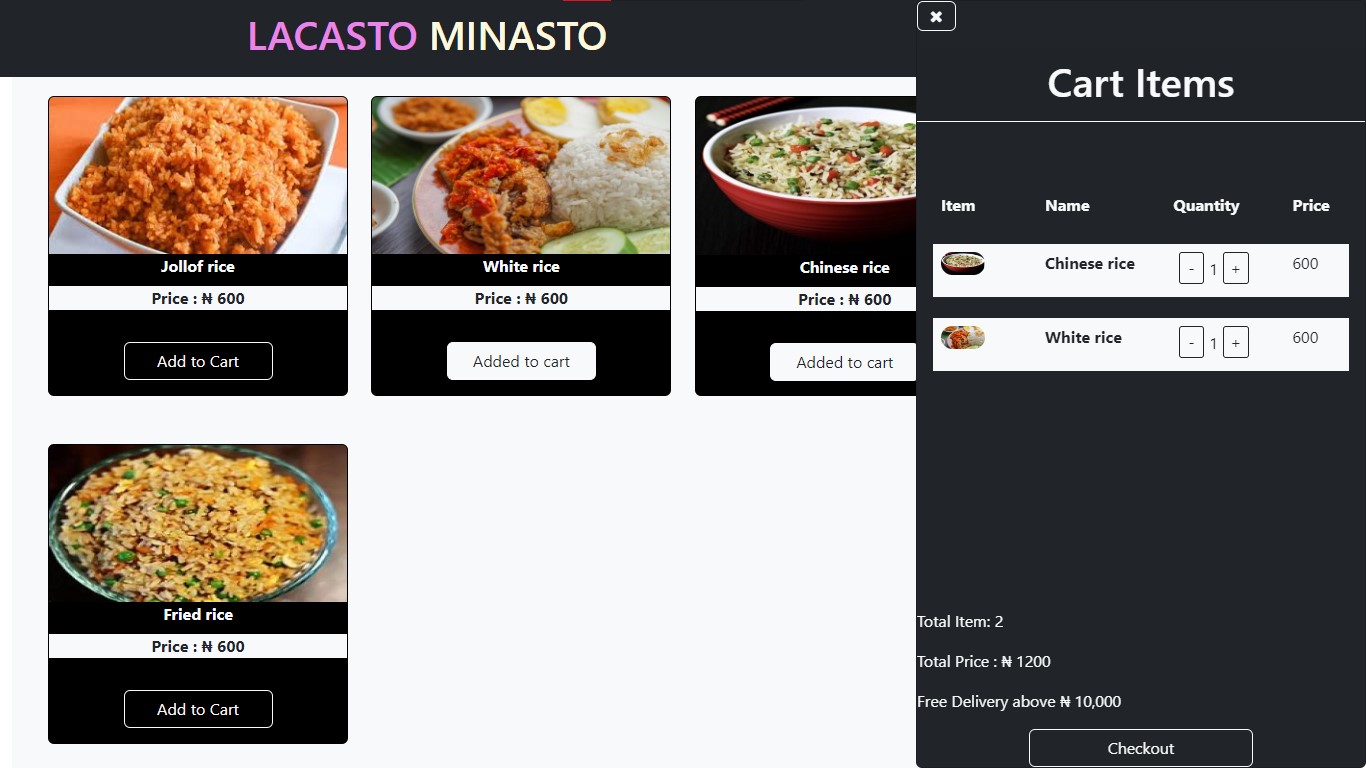 LACASTO MINASTO
Jollof rice
Price : ₦ 600
Add to Cart
White rice
Price : ₦ 600
Added to cart
Chinese rice
Price : ₦ 600
Added to cart
Fried rice
Price : ₦ 600
Add to Cart
✖
Cart Items
Item Name Quantity Price
Chinese rice - 1 + 600
White rice - 1 + 600
Total Item: 2
Total Price : ₦ 1200
Free Delivery above ₦ 10,000
Checkout